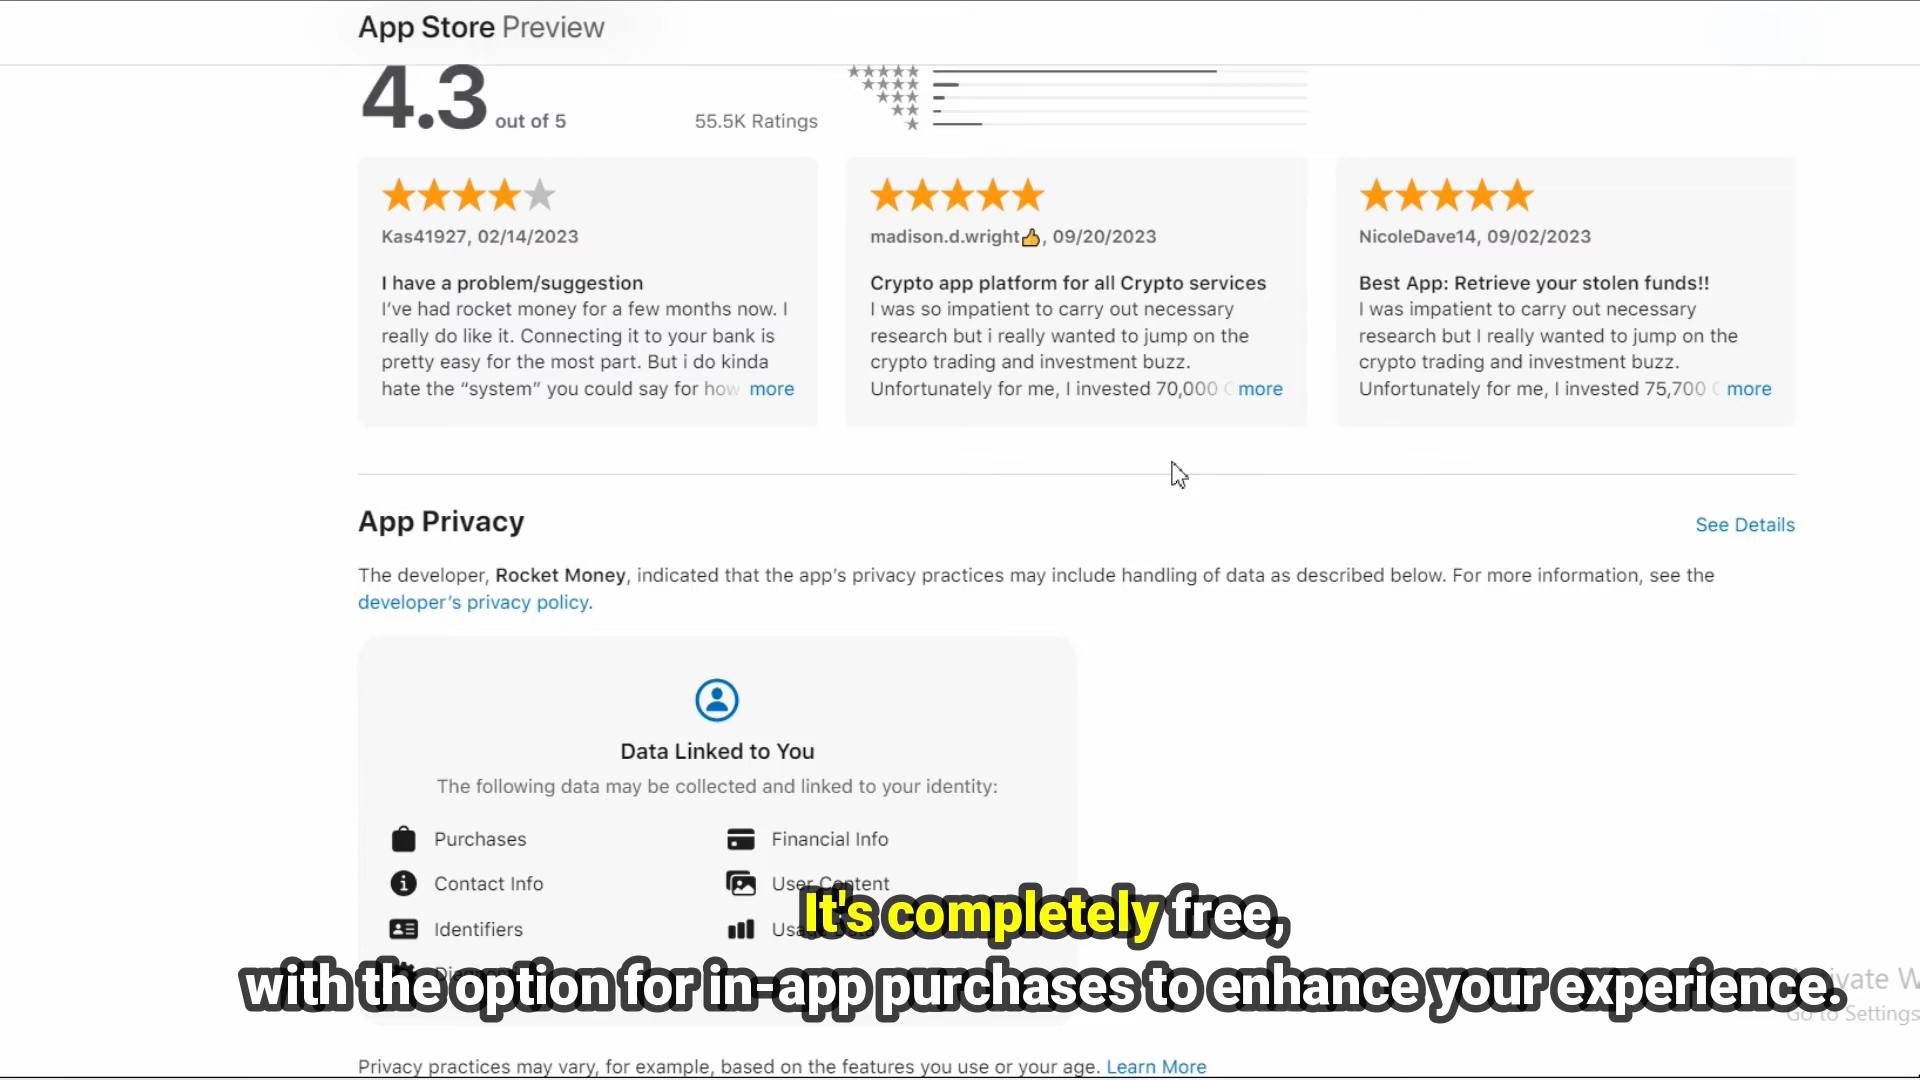 App Store Preview
4.3 out of 5
55.5K Ratings
Kas41927, 02/14/2023
I have a problem/suggestion
I've had rocket money for a few months now. I
really do like it. Connecting it to your bank is
pretty easy for the most part. But i do kinda
hate the “system” you could say for how more
madison.d.wright👍, 09/20/2023
Crypto app platform for all Crypto services
I was so impatient to carry out necessary
research but i really wanted to jump on the
crypto trading and investment buzz.
Unfortunately for me, I invested 70,000 more
NicoleDave14, 09/02/2023
Best App: Retrieve your stolen funds!!
I was impatient to carry out necessary
research but I really wanted to jump on the
crypto trading and investment buzz.
Unfortunately for me, I invested 75,700 more
App Privacy
See Details
The developer, Rocket Money, indicated that the app's privacy practices may include handling of data as described below. For more information, see the
developer's privacy policy.
Data Linked to You
The following data may be collected and linked to your identity:
Purchases
Financial Info
Contact Info
User Content
Identifiers
It's completely free,
with the option for in-app purchases to enhance your experience.
Go to Settings
Privacy practices may vary, for example, based on the features you use or your age. Learn More